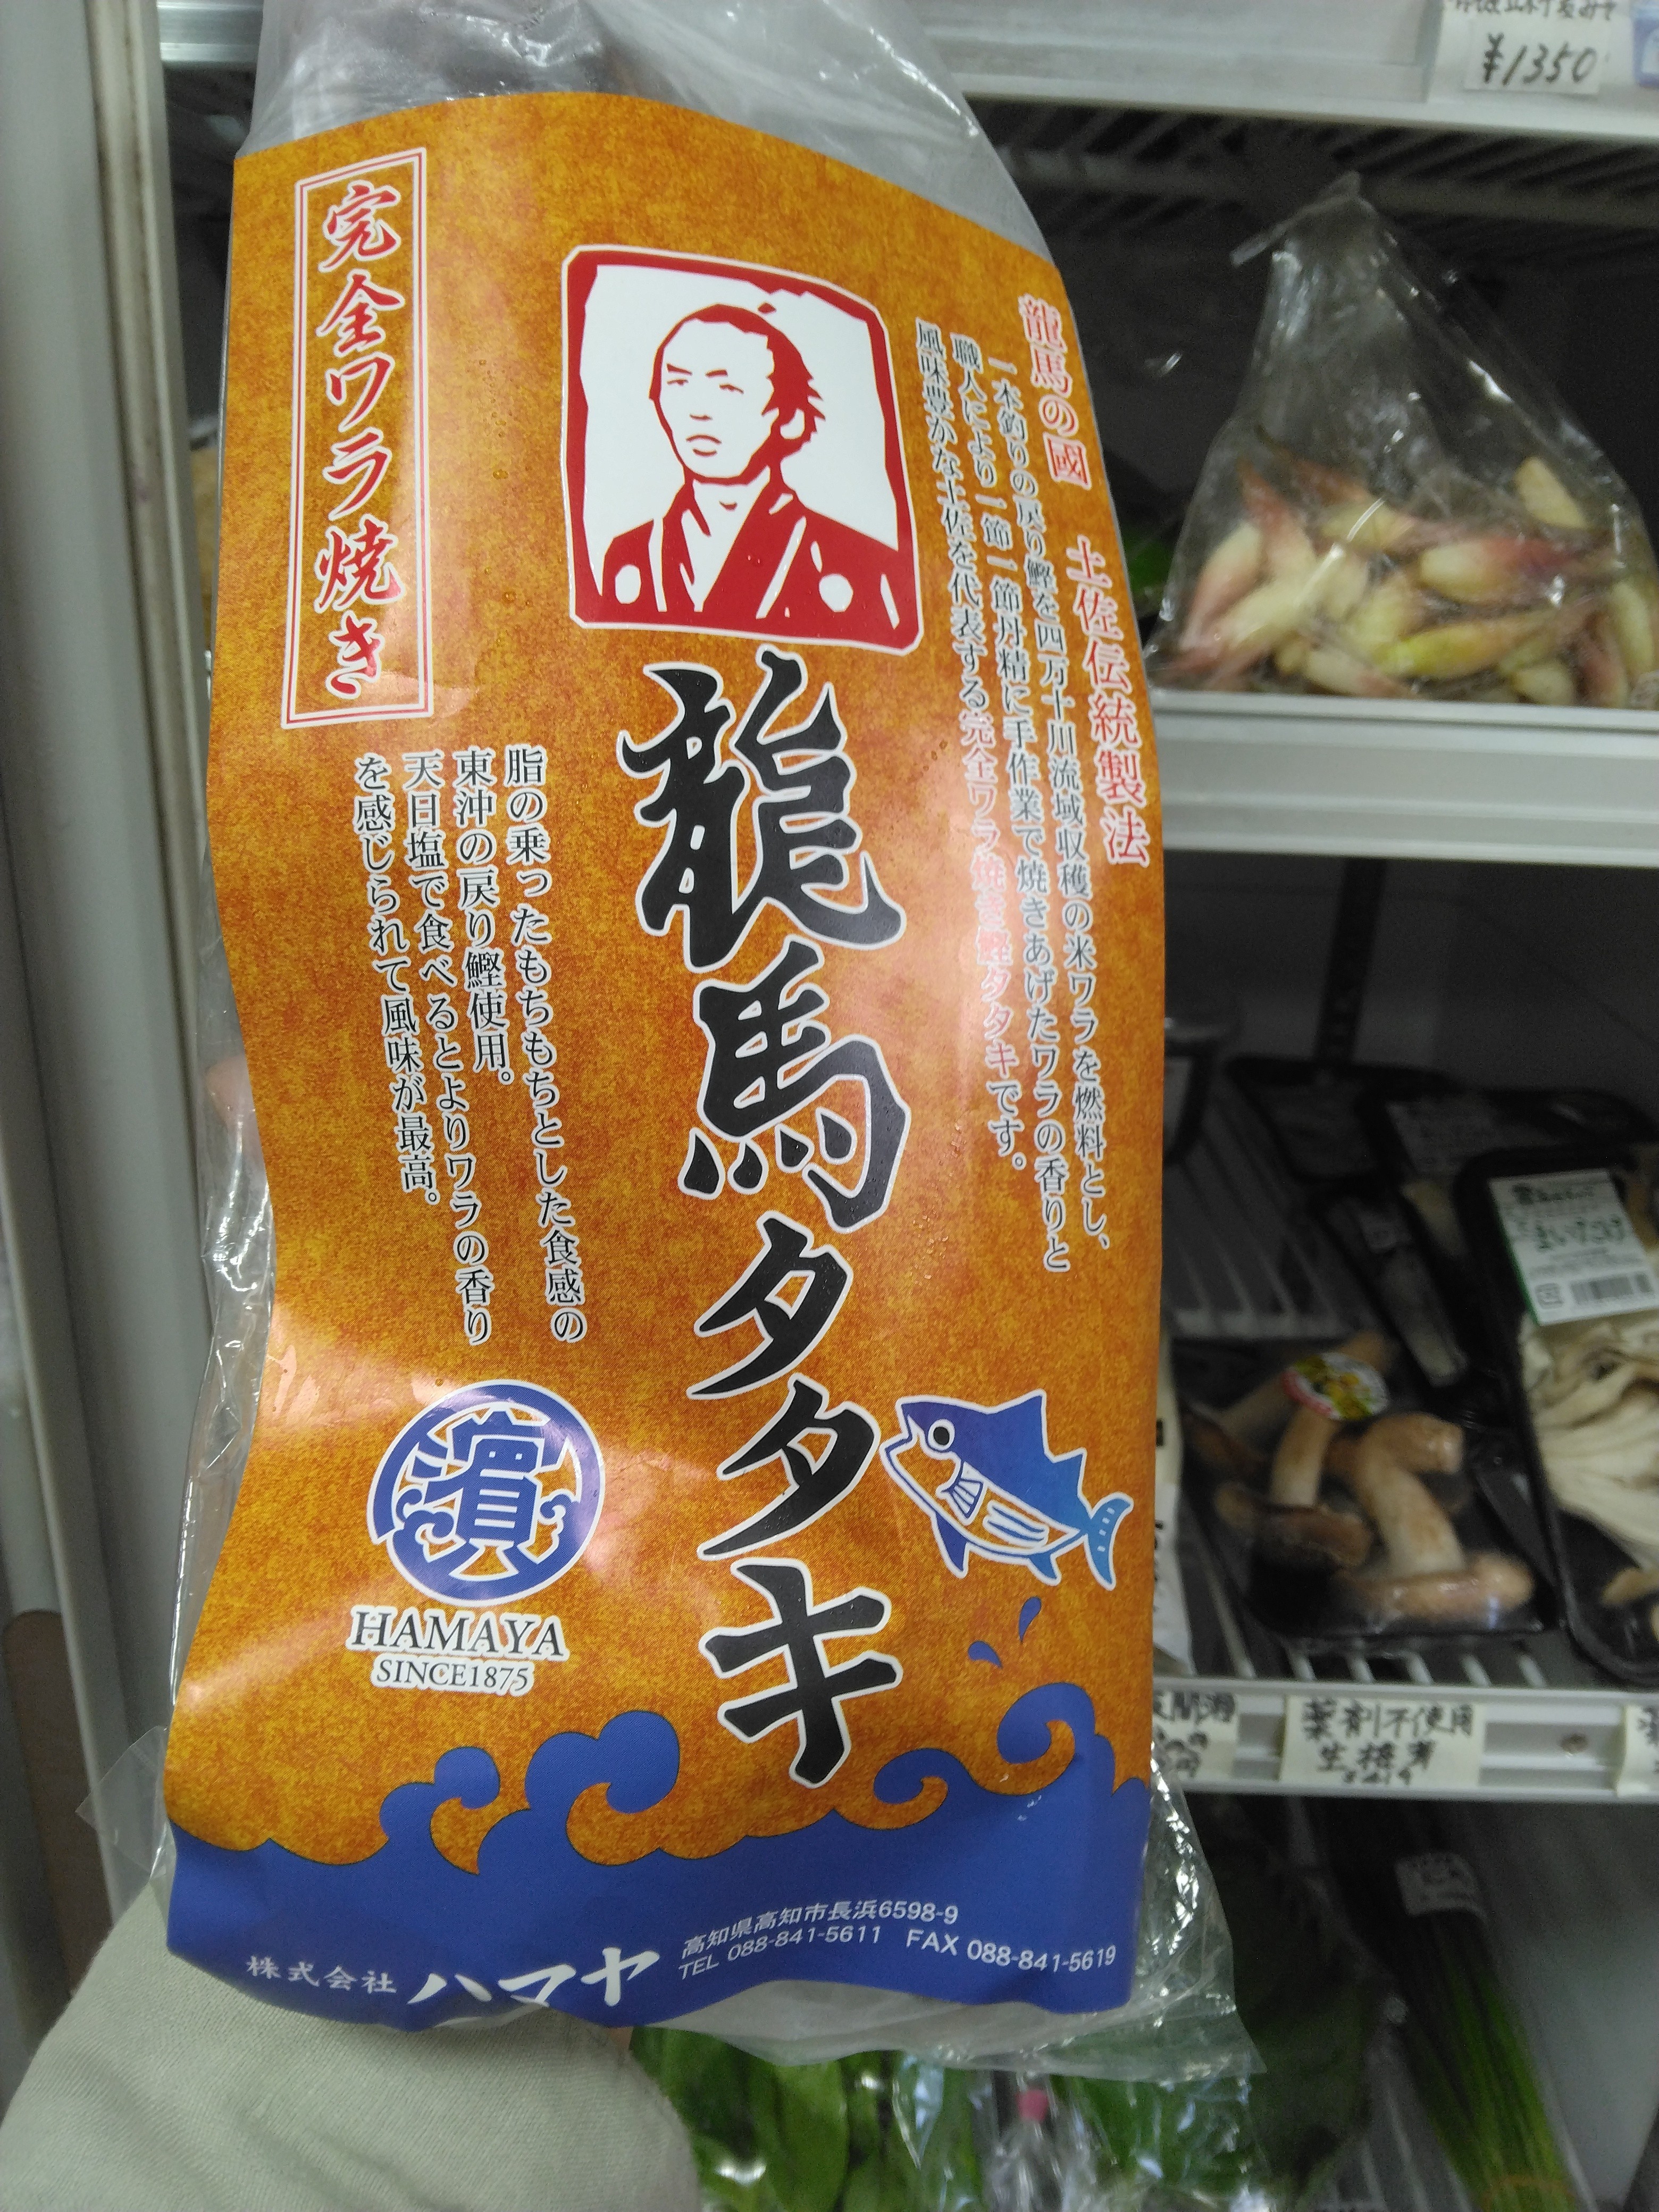 龍馬の國 土佐伝統製法
一本釣りの戻り鰹を四万十川流域収穫の米ワラを燃料とし、
職人により一節一節丹精に手作業で焼きあげたワラの香りと
風味豊かな土佐を代表する完全ワラ焼き鰹タタキです。
龍馬タタキ
完全ワラ焼き
脂の乗ったもちもちとした食感の
東沖の戻り鰹使用。
天日塩で食べるとよりワラの香り
を感じられて風味が最高。
濵
HAMAYA
SINCE1875
株式会社ハマヤ
高知県高知市長浜6598-9
TEL 088-841-5611 FAX 088-841-5619
¥1350
薬剤不使用
生椎茸